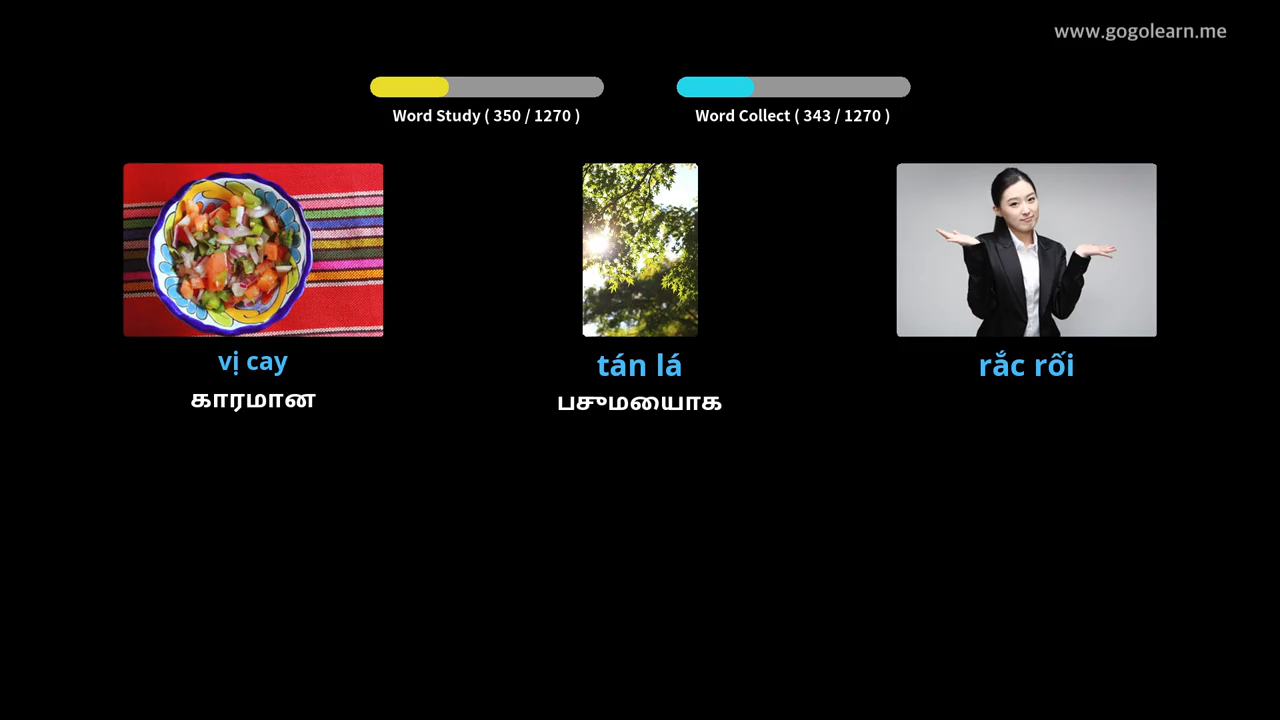 www.gogolearn.me
Word Study ( 350 / 1270 )
Word Collect ( 343 / 1270 )
vị cay
tán lá
rắc rối
காரமான
பசுமையாக